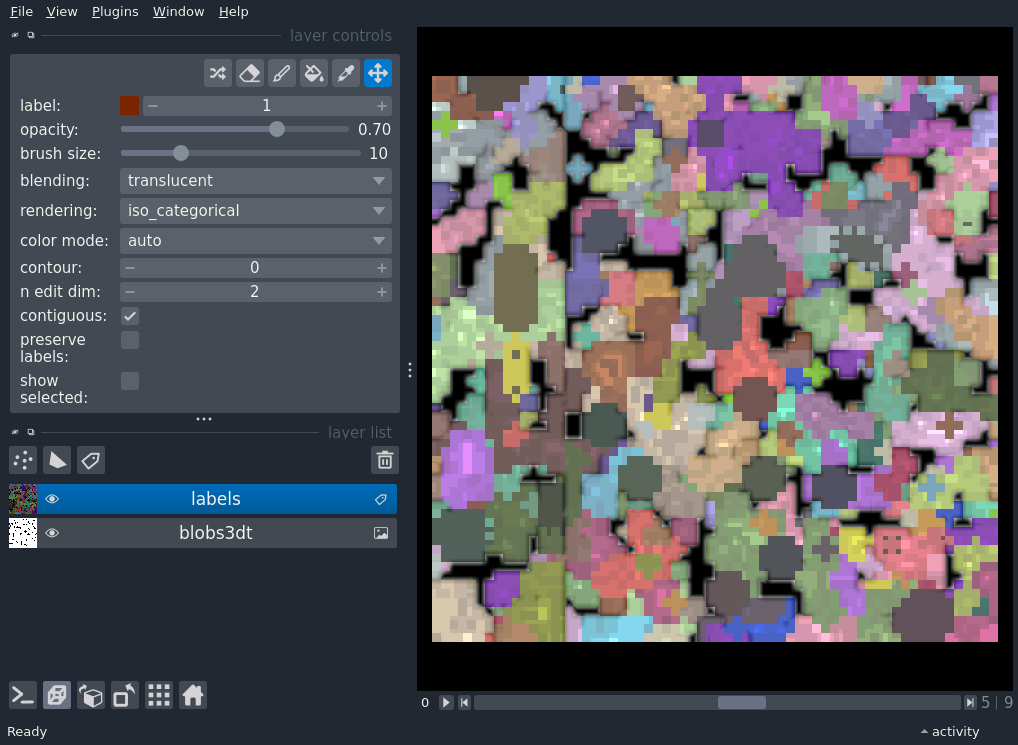 File View Plugins Window Help
layer controls
label: 1
opacity: 0.70
brush size: 10
blending: translucent
rendering: iso_categorical
color mode: auto
contour: 0
n edit dim: 2
contiguous:
preserve
labels:
show
selected:
layer list
labels
blobs3dt
0 5 | 9
Ready activity